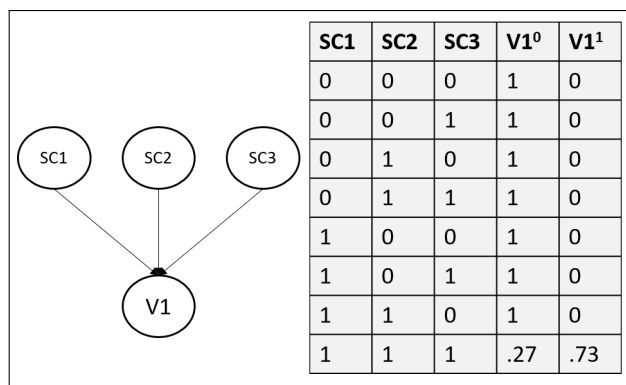 SC1 SC2 SC3
V1
SC1 SC2 SC3 V1⁰ V1¹
0 0 0 1 0
0 0 1 1 0
0 1 0 1 0
0 1 1 1 0
1 0 0 1 0
1 0 1 1 0
1 1 0 1 0
1 1 1 .27 .73